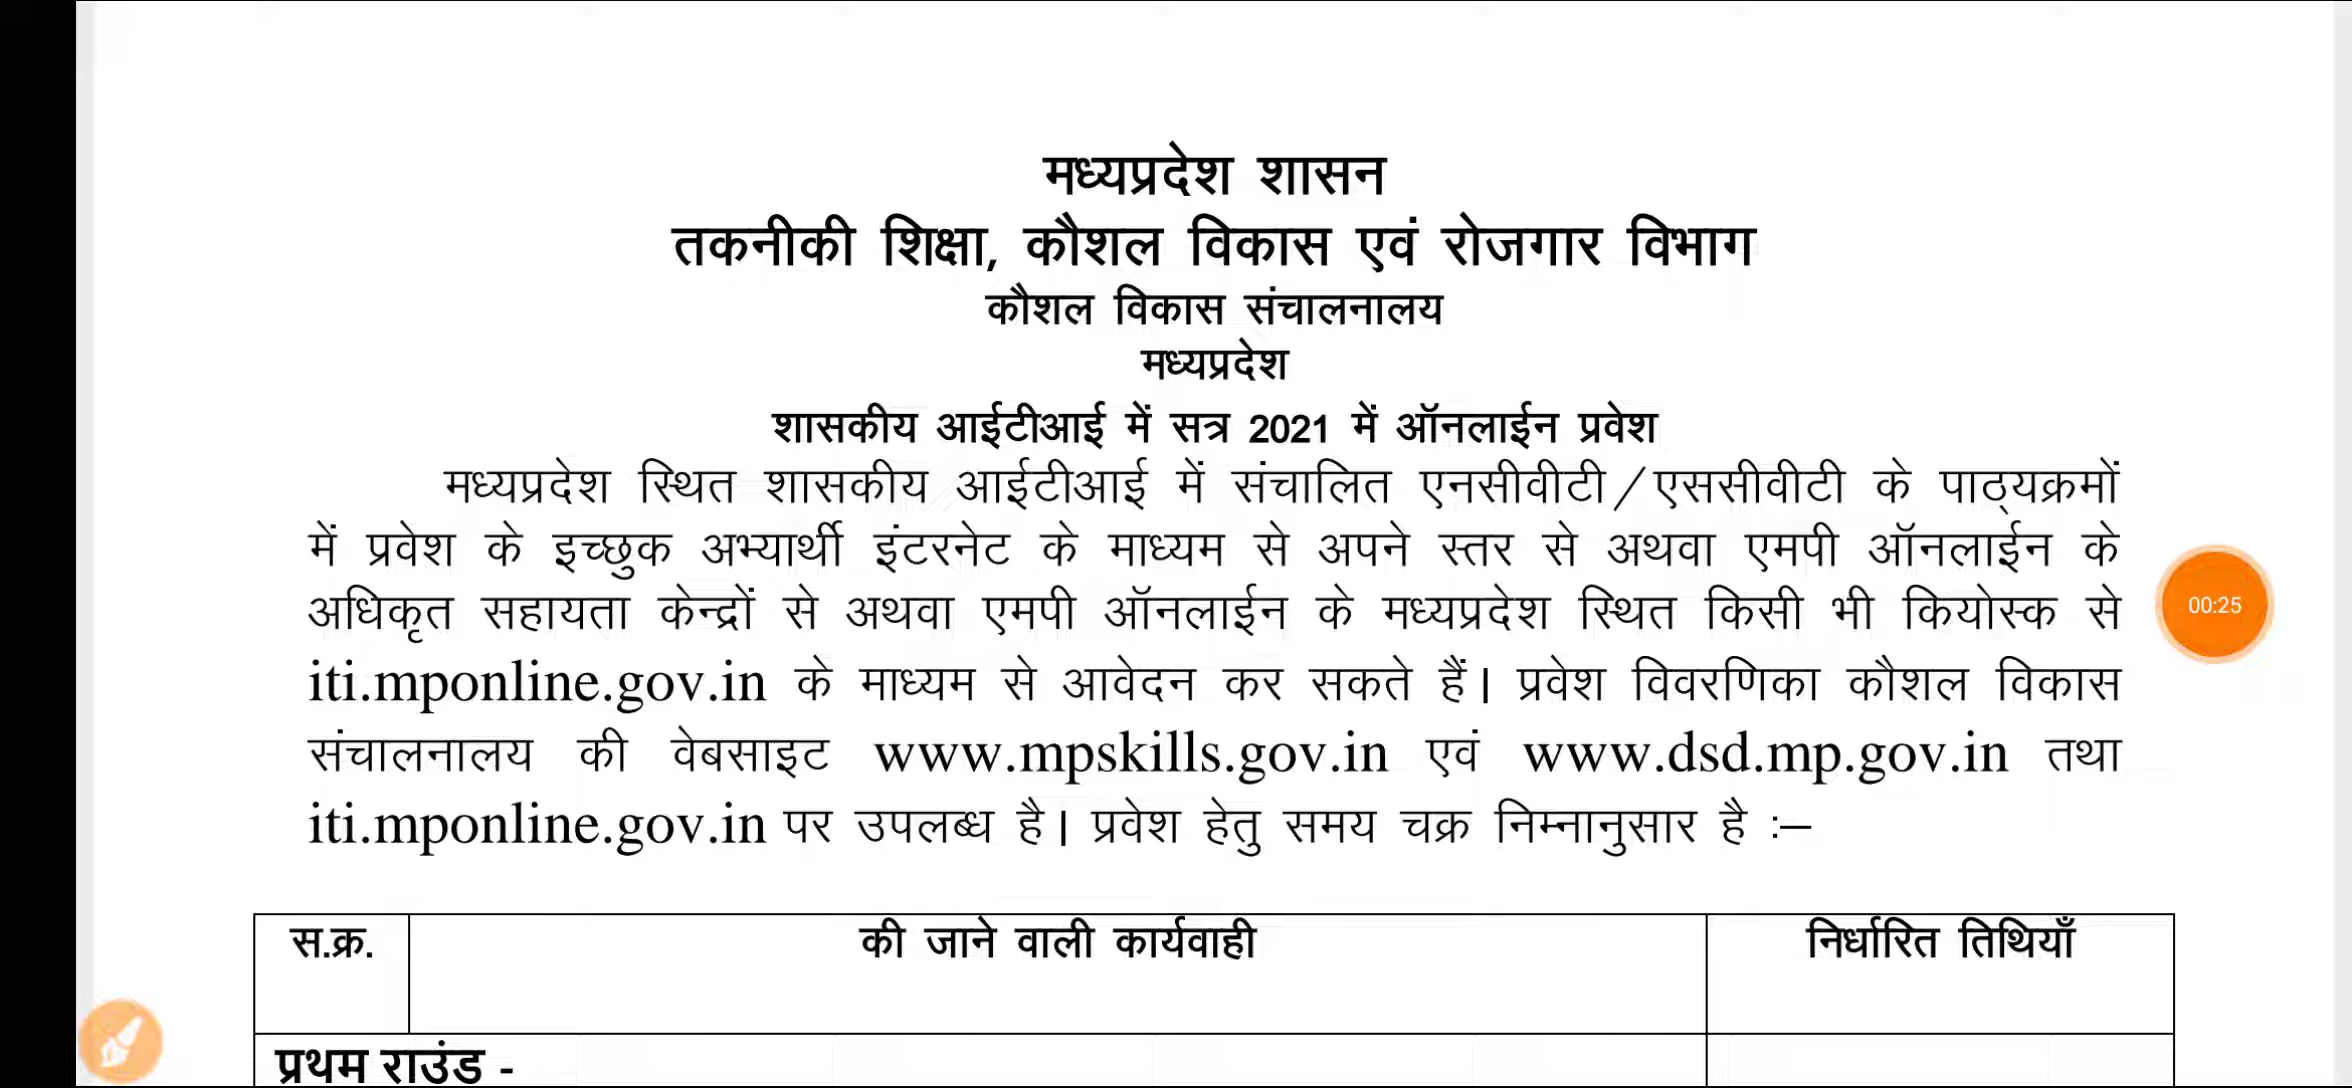 मध्यप्रदेश शासन
तकनीकी शिक्षा, कौशल विकास एवं रोजगार विभाग
कौशल विकास संचालनालय
मध्यप्रदेश
शासकीय आईटीआई में सत्र 2021 में ऑनलाईन प्रवेश
मध्यप्रदेश स्थित शासकीय आईटीआई में संचालित एनसीवीटी/एससीवीटी के पाठ्यक्रमों
में प्रवेश के इच्छुक अभ्यार्थी इंटरनेट के माध्यम से अपने स्तर से अथवा एमपी ऑनलाईन के
अधिकृत सहायता केन्द्रों से अथवा एमपी ऑनलाईन के मध्यप्रदेश स्थित किसी भी कियोस्क से
iti.mponline.gov.in के माध्यम से आवेदन कर सकते हैं। प्रवेश विवरणिका कौशल विकास
संचालनालय की वेबसाइट www.mpskills.gov.in एवं www.dsd.mp.gov.in तथा
iti.mponline.gov.in पर उपलब्ध है। प्रवेश हेतु समय चक्र निम्नानुसार है :–
00:25
स.क्र. की जाने वाली कार्यवाही निर्धारित तिथियाँ
प्रथम राउंड -